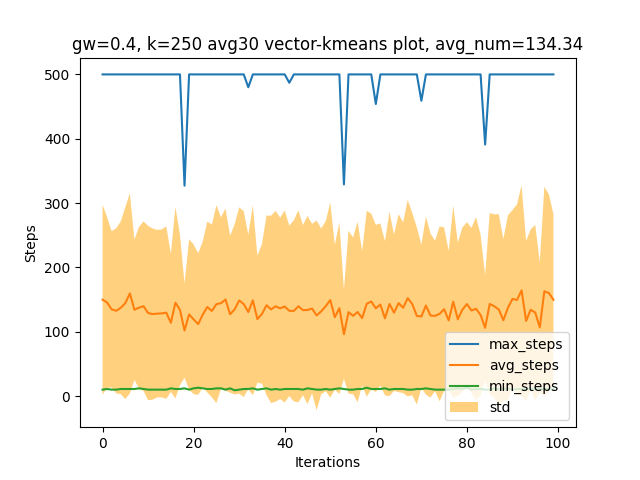 gw=0.4, k=250 avg30 vector-kmeans plot, avg_num=134.34
500
400
300
200
100
0
Steps
0 20 40 60 80 100
Iterations
max_steps
avg_steps
min_steps
std